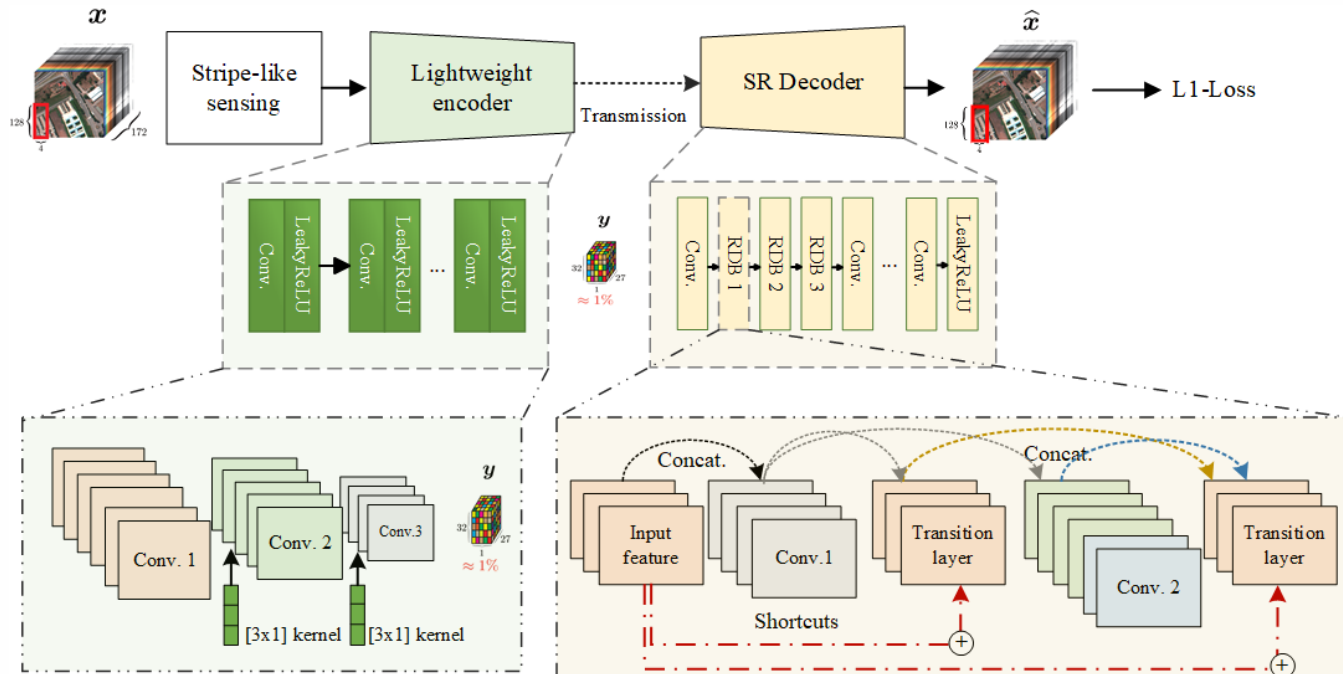 x
128
4
172
Stripe-like
sensing
Lightweight
encoder
Transmission
SR Decoder
x̂
128
4
L1-Loss
Conv.
LeakyReLU
Conv.
LeakyReLU
...
Conv.
LeakyReLU
y
32
27
1
≈ 1%
Conv.
RDB 1
RDB 2
RDB 3
Conv.
...
Conv.
LeakyReLU
Conv. 1
Conv. 2
Conv.3
[3x1] kernel
[3x1] kernel
y
32
27
1
≈ 1%
Concat.
Concat.
Input
feature
Conv.1
Transition
layer
Conv. 2
Transition
layer
Shortcuts
+
+